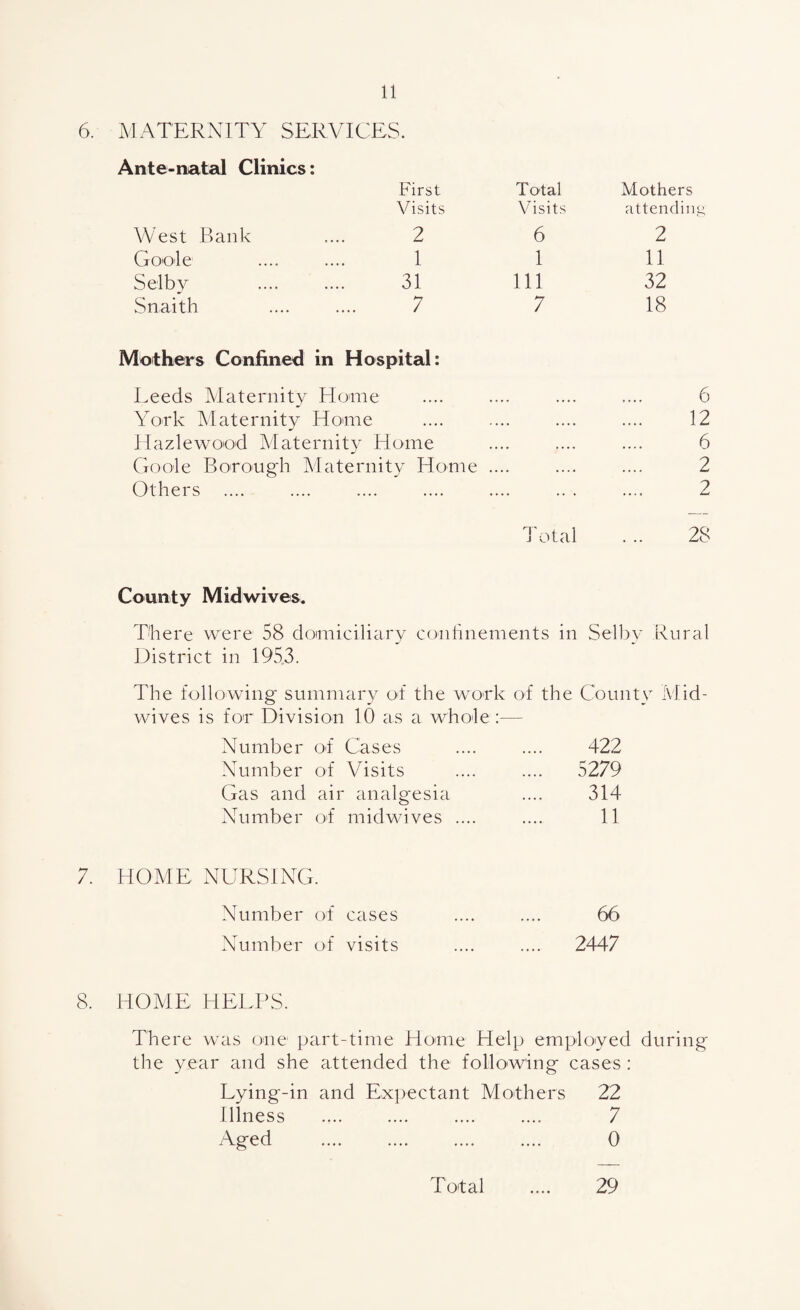 11
6. MATERNITY SERVICES.
Ante-natal Clinics:
First Total Mothers
Visits Visits attending
West Bank .... 2 6 2
Goole .... .... 1 1 11
Selby .... .... 31 111 32
Snaith .... .... 7 7 18
Mothers Confined in Hospital:
Leeds Maternity Home .... .... .... .... 6
York Maternity Home .... .... .... .... 12
Hazlewood Maternity Home .... .... .... 6
Goole Borough Maternity Home .... .... .... 2
Others .... .... .... .... .... .... .... 2
Total .... 28
County Midwives.
There were 58 domiciliary confinements in Selby Rural
District in 1953.
The following summary of the work of the County Mid-
wives is for Division 10 as a whole:—
Number of Cases .... .... 422
Number of Visits .... .... 5279
Gas and air analgesia .... 314
Number of midwives .... .... 11
7. HOME NURSING.
Number of cases .... .... 66
Number of visits .... .... 2447
8. HOME HELPS.
There was one part-time Home Help employed during
the year and she attended the following cases:
Lying-in and Expectant Mothers 22
Illness .... .... .... .... 7
Aged .... .... .... .... 0
Total .... 29